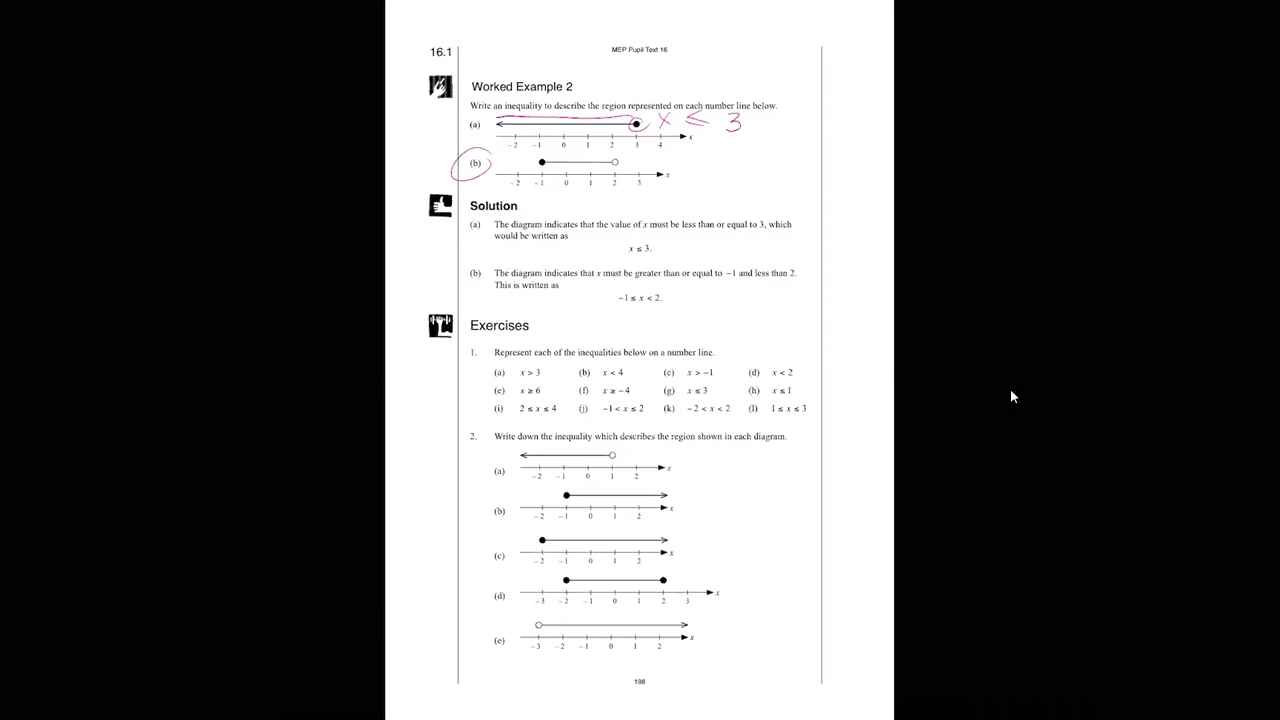 16.1
MEP Pupil Text 16
Worked Example 2
Write an inequality to describe the region represented on each number line below.
(a) x ≤ 3
−2 −1 0 1 2 3 4 x
(b)
−2 −1 0 1 2 3 x
Solution
(a) The diagram indicates that the value of x must be less than or equal to 3, which
would be written as
x ≤ 3.
(b) The diagram indicates that x must be greater than or equal to −1 and less than 2.
This is written as
−1 ≤ x < 2.
Exercises
1. Represent each of the inequalities below on a number line.
(a) x > 3 (b) x < 4 (c) x > −1 (d) x < 2
(e) x ≥ 6 (f) x ≥ −4 (g) x ≤ 3 (h) x ≤ 1
(i) 2 ≤ x ≤ 4 (j) −1 < x ≤ 2 (k) −2 < x < 2 (l) 1 ≤ x ≤ 3
2. Write down the inequality which describes the region shown in each diagram.
(a) x
−2 −1 0 1 2
(b) x
−2 −1 0 1 2
(c) x
−2 −1 0 1 2
(d) x
−3 −2 −1 0 1 2 3
(e) x
−3 −2 −1 0 1 2
198